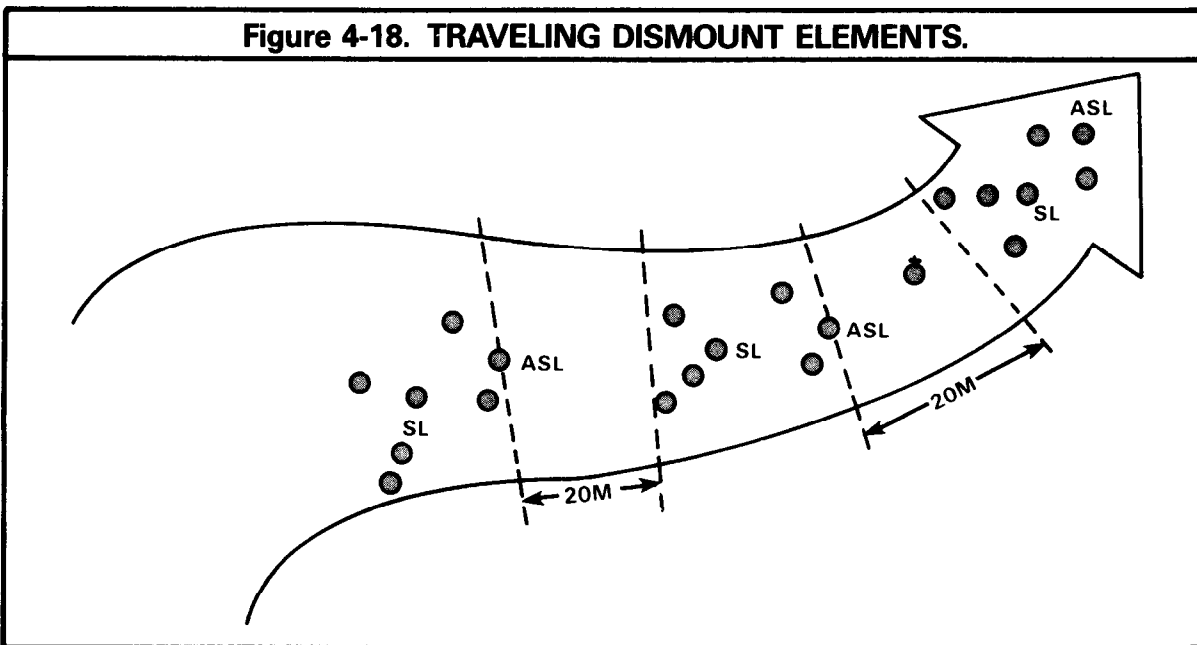 Figure 4-18. TRAVELING DISMOUNT ELEMENTS.
ASL
SL
ASL
SL
ASL
SL
20M
20M